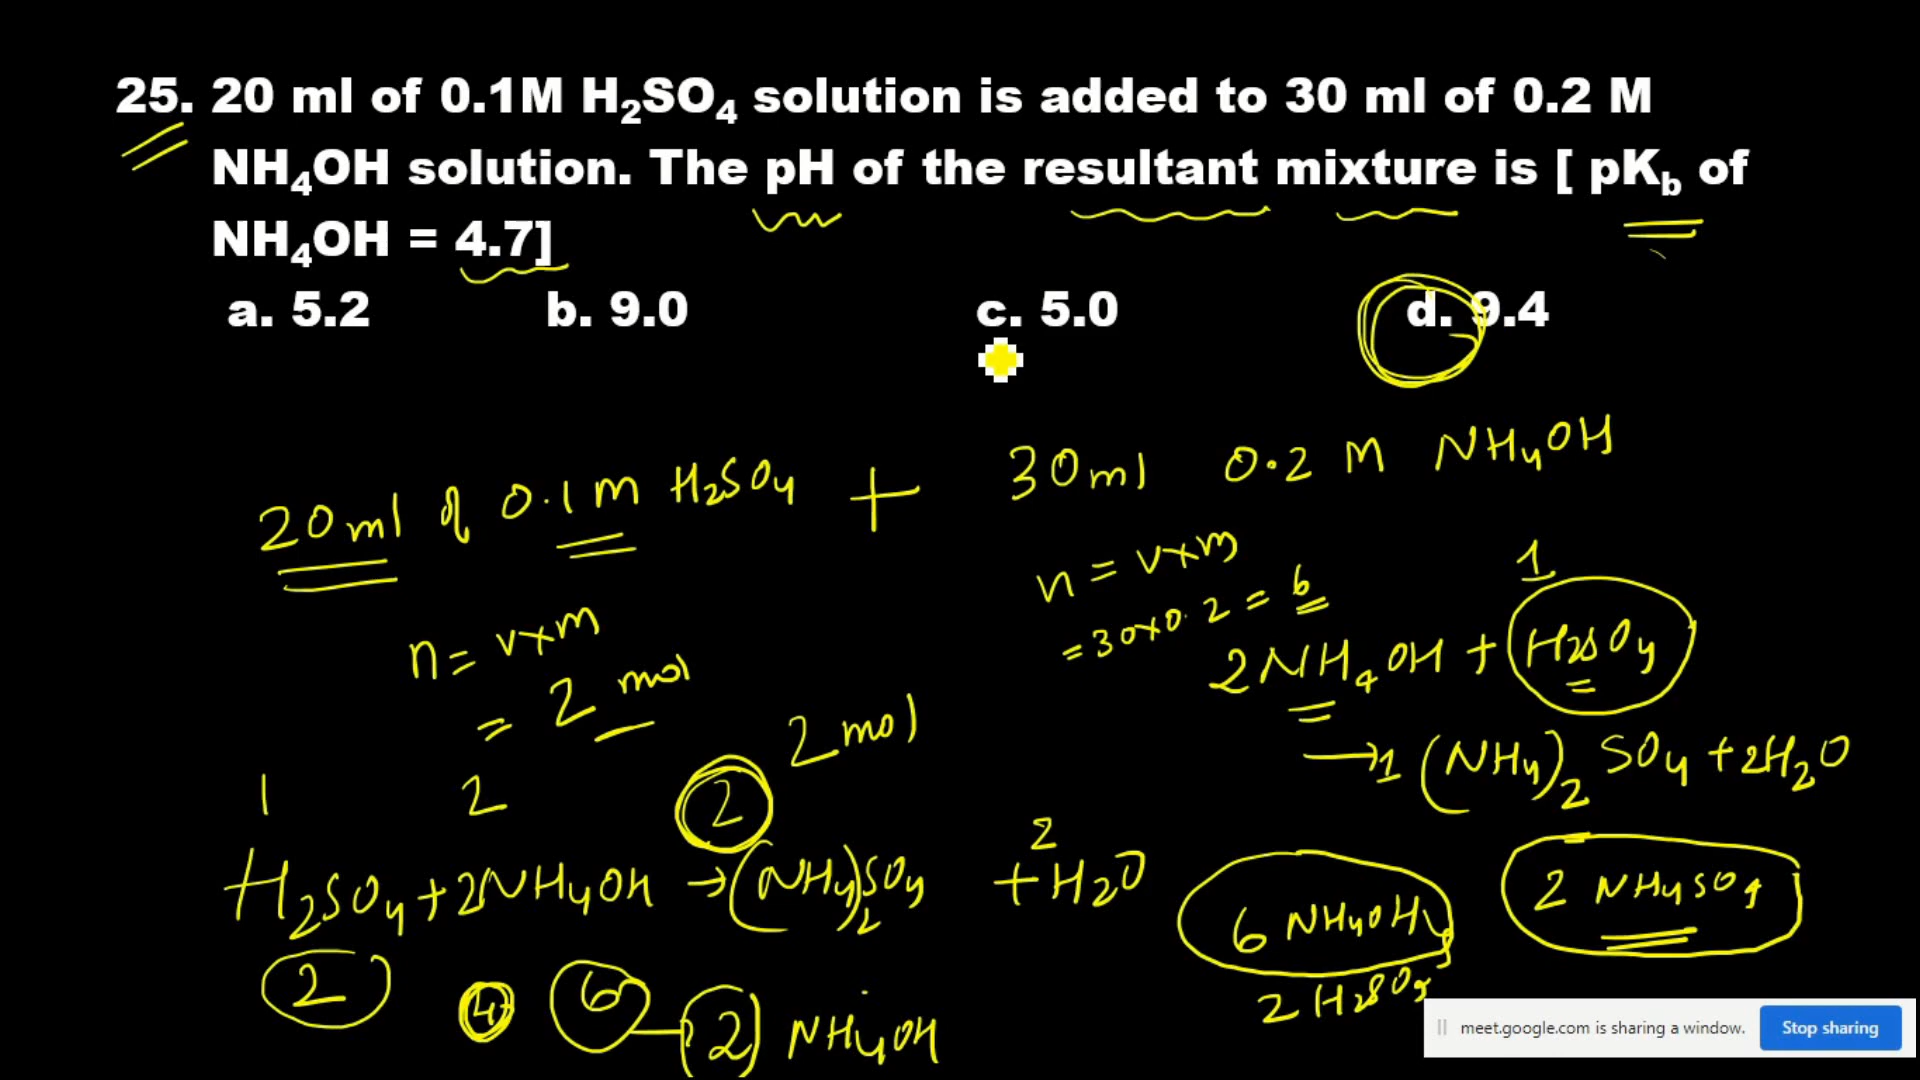 25. 20 ml of 0.1M H₂SO₄ solution is added to 30 ml of 0.2 M
NH₄OH solution. The pH of the resultant mixture is [ pK_b of
NH₄OH = 4.7]
a. 5.2 b. 9.0 c. 5.0 d. 9.4
20ml of 0.1 M H₂SO₄ + 30ml 0.2 M NH₄OH
n = v×m
= 2 mol
n = v×m
= 30×0.2 = 6
1
2NH₄OH + H₂SO₄
→ 1 (NH₄)₂ SO₄ + 2H₂O
1 2 2 2 mol 2
H₂SO₄ + 2NH₄OH → (NH₄)₂SO₄ + H₂O
2 4 6 2 NH₄OH
6 NH₄OH 2 NH₄SO₄
2 H₂SO₄
meet.google.com is sharing a window. Stop sharing